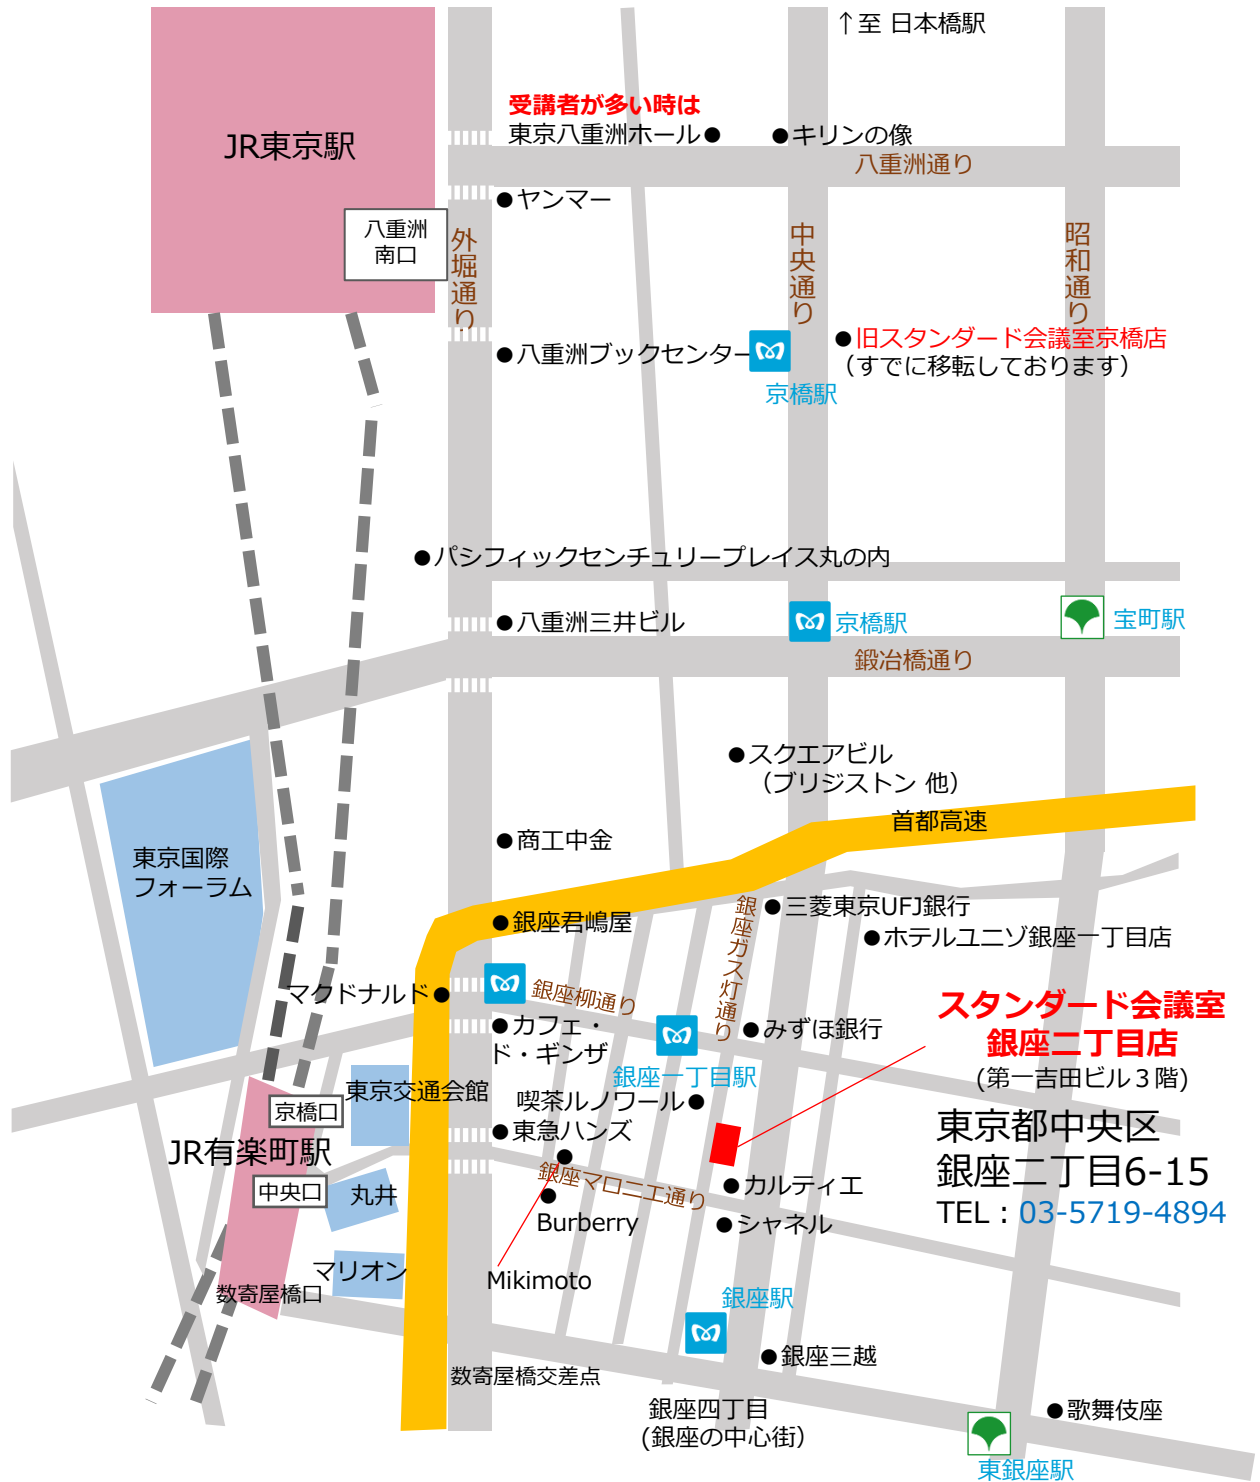 ↑至 日本橋駅
受講者が多い時は
東京八重洲ホール●
●キリンの像
JR東京駅
八重洲通り
●ヤンマー
八重洲
南口
外堀通り
中央通り
昭和通り
●八重洲ブックセンター
●旧スタンダード会議室京橋店
（すでに移転しております）
京橋駅
●パシフィックセンチュリープレイス丸の内
●八重洲三井ビル
京橋駅
宝町駅
鍛冶橋通り
●スクエアビル
（ブリジストン 他）
首都高速
●商工中金
東京国際
フォーラム
●銀座君嶋屋
銀座ガス灯通り
●三菱東京UFJ銀行
●ホテルユニゾ銀座一丁目店
マクドナルド●
銀座柳通り
●カフェ・
ド・ギンザ
●みずほ銀行
スタンダード会議室
銀座二丁目店
(第一吉田ビル３階)
銀座一丁目駅
東京交通会館
喫茶ルノワール●
京橋口
●東急ハンズ
東京都中央区
銀座二丁目6-15
TEL：03-5719-4894
JR有楽町駅
中央口
丸井
銀座マロニエ通り
●カルティエ
Burberry
●シャネル
マリオン
Mikimoto
数寄屋橋口
銀座駅
●銀座三越
数寄屋橋交差点
銀座四丁目
(銀座の中心街）
●歌舞伎座
東銀座駅